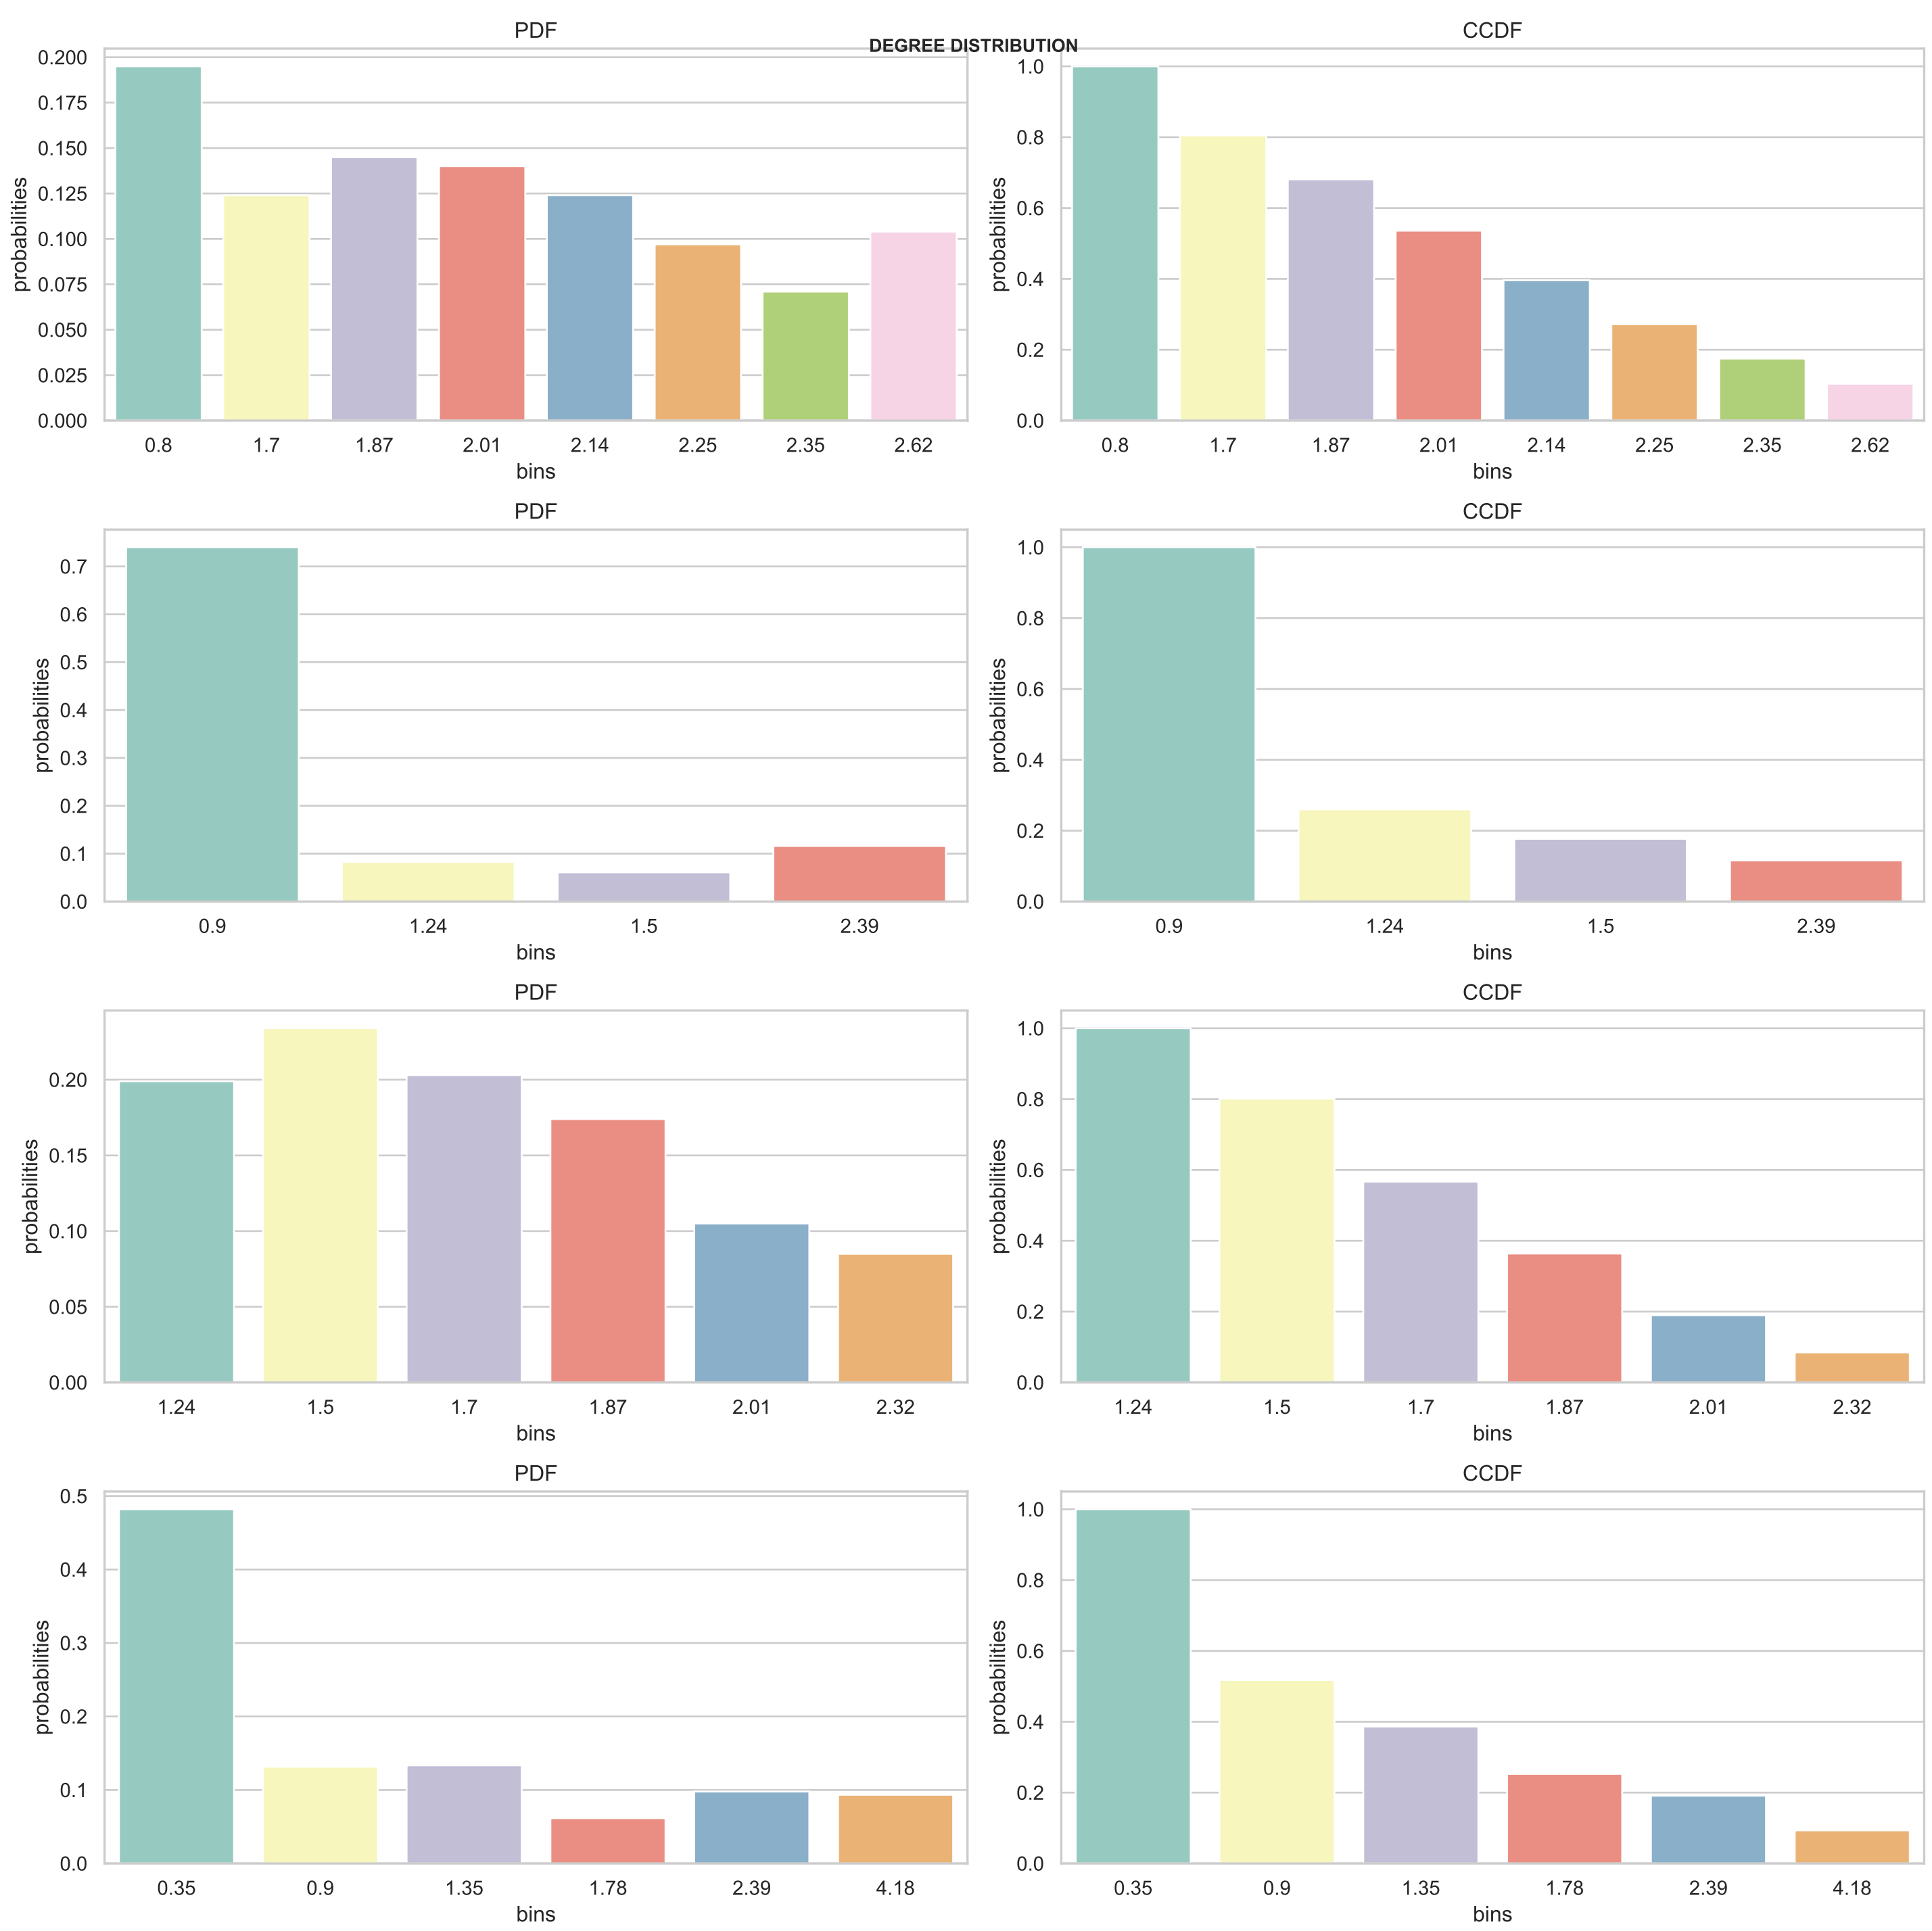 DEGREE DISTRIBUTION
PDF
probabilities
0.200
0.175
0.150
0.125
0.100
0.075
0.050
0.025
0.000
0.8 1.7 1.87 2.01 2.14 2.25 2.35 2.62
bins
CCDF
probabilities
1.0
0.8
0.6
0.4
0.2
0.0
0.8 1.7 1.87 2.01 2.14 2.25 2.35 2.62
bins
PDF
probabilities
0.7
0.6
0.5
0.4
0.3
0.2
0.1
0.0
0.9 1.24 1.5 2.39
bins
CCDF
probabilities
1.0
0.8
0.6
0.4
0.2
0.0
0.9 1.24 1.5 2.39
bins
PDF
probabilities
0.20
0.15
0.10
0.05
0.00
1.24 1.5 1.7 1.87 2.01 2.32
bins
CCDF
probabilities
1.0
0.8
0.6
0.4
0.2
0.0
1.24 1.5 1.7 1.87 2.01 2.32
bins
PDF
probabilities
0.5
0.4
0.3
0.2
0.1
0.0
0.35 0.9 1.35 1.78 2.39 4.18
bins
CCDF
probabilities
1.0
0.8
0.6
0.4
0.2
0.0
0.35 0.9 1.35 1.78 2.39 4.18
bins